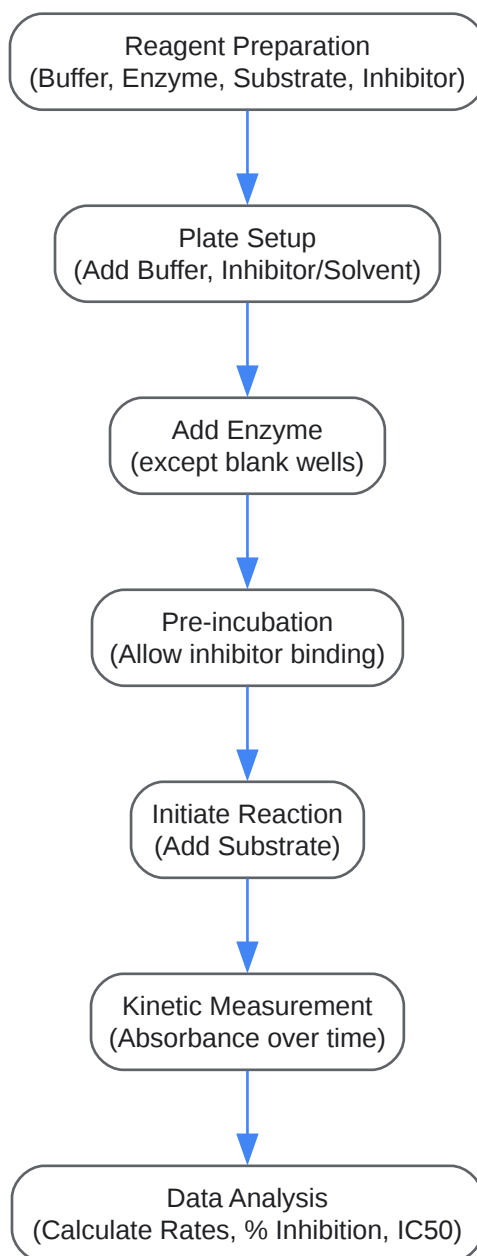 Reagent Preparation
(Buffer, Enzyme, Substrate, Inhibitor)
Plate Setup
(Add Buffer, Inhibitor/Solvent)
Add Enzyme
(except blank wells)
Pre-incubation
(Allow inhibitor binding)
Initiate Reaction
(Add Substrate)
Kinetic Measurement
(Absorbance over time)
Data Analysis
(Calculate Rates, % Inhibition, IC50)